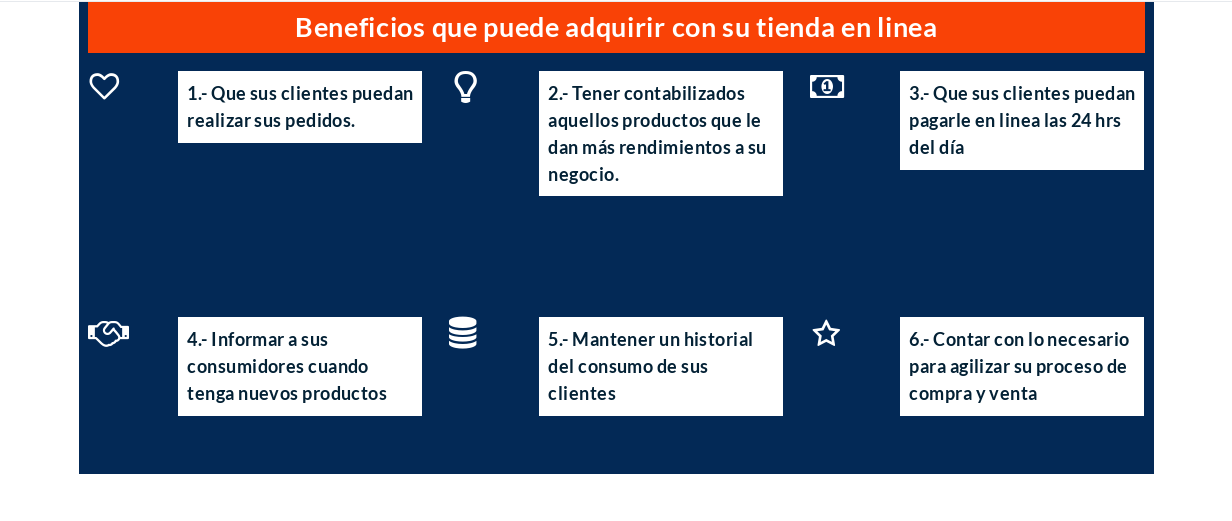 Beneficios que puede adquirir con su tienda en linea
1.- Que sus clientes puedan
realizar sus pedidos.
2.- Tener contabilizados
aquellos productos que le
dan más rendimientos a su
negocio.
3.- Que sus clientes puedan
pagarle en linea las 24 hrs
del día
4.- Informar a sus
consumidores cuando
tenga nuevos productos
5.- Mantener un historial
del consumo de sus
clientes
6.- Contar con lo necesario
para agilizar su proceso de
compra y venta